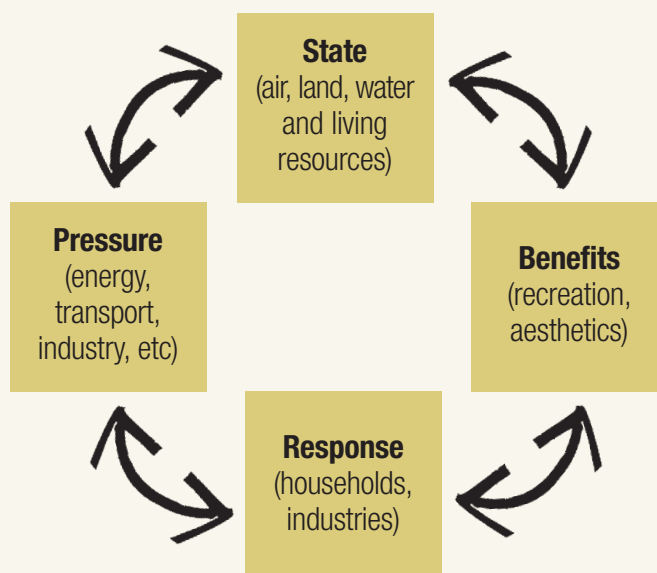 State
(air, land, water
and living
resources)
Pressure
(energy,
transport,
industry, etc)
Benefits
(recreation,
aesthetics)
Response
(households,
industries)